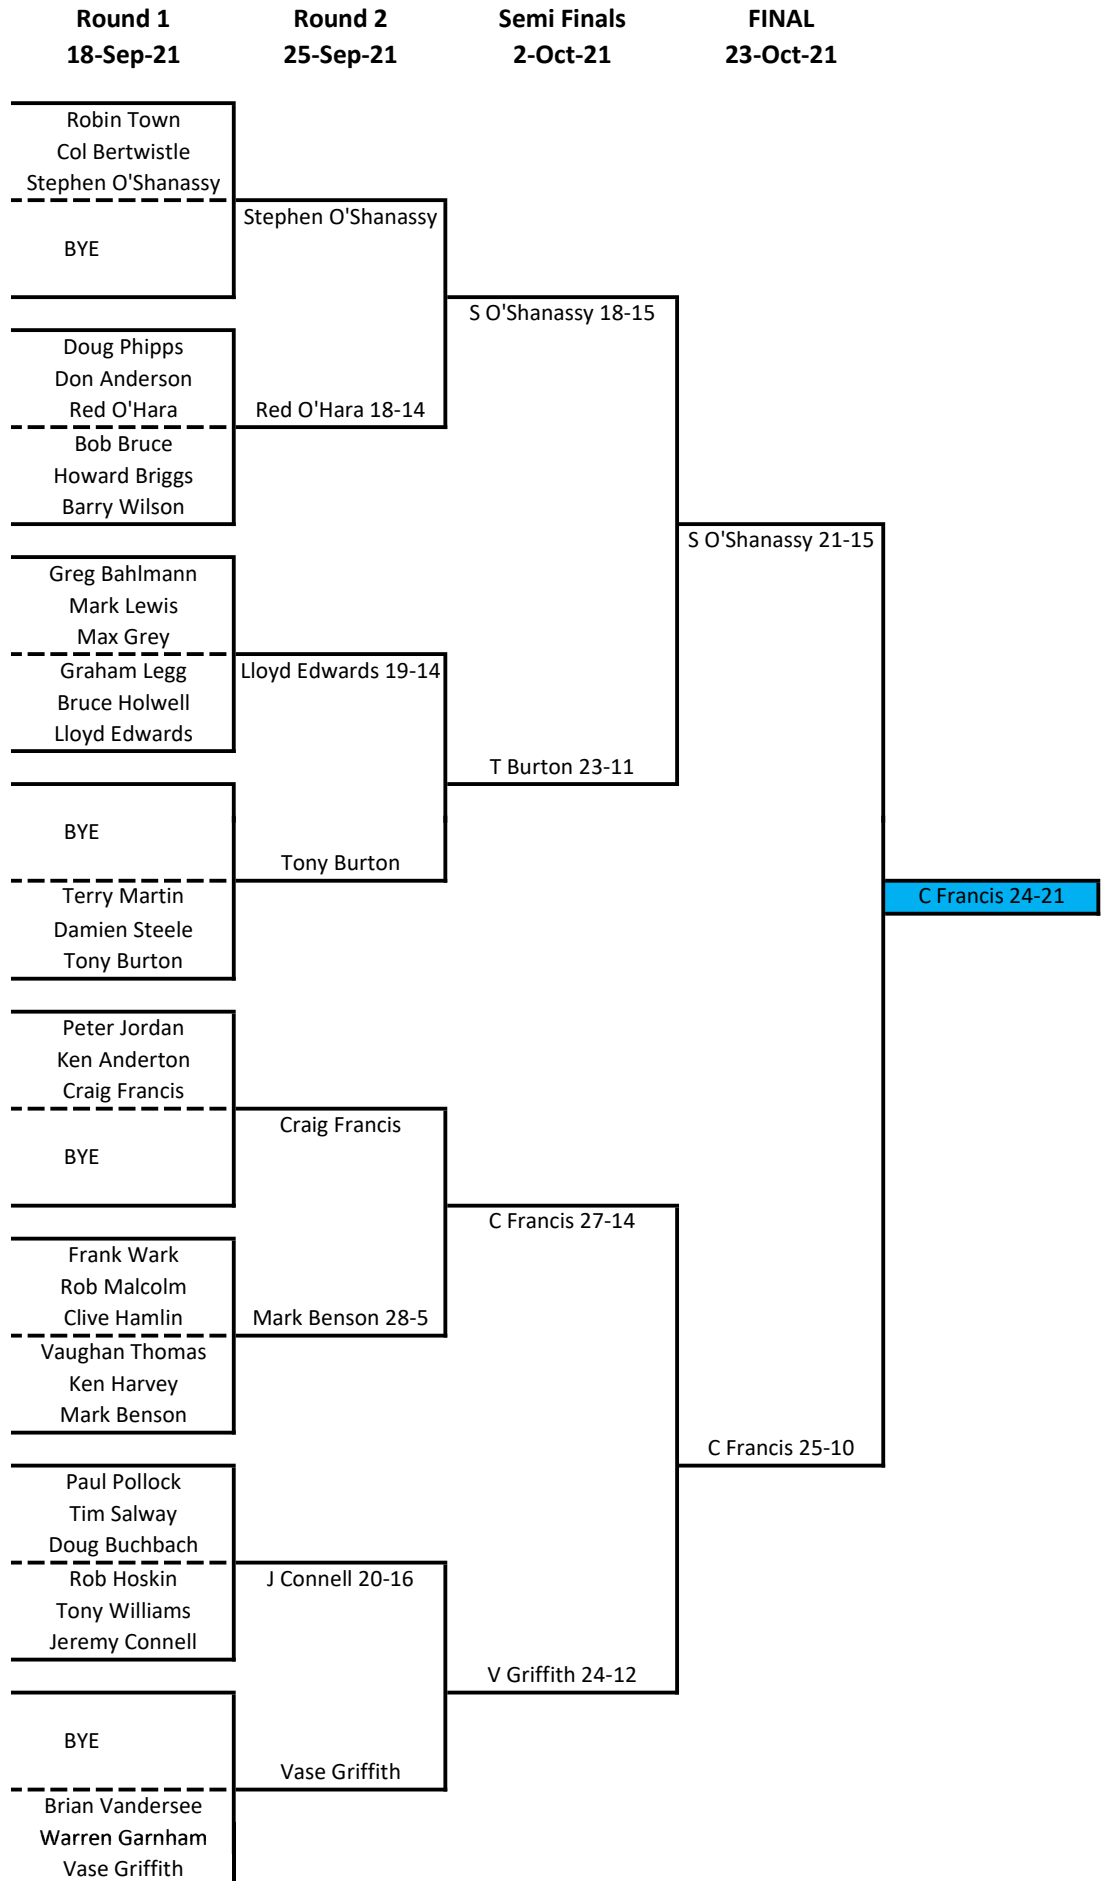 Round 1 Round 2 Semi Finals FINAL
18-Sep-21 25-Sep-21 2-Oct-21 23-Oct-21
Robin Town
Col Bertwistle
Stephen O'Shanassy
Stephen O'Shanassy
BYE
S O'Shanassy 18-15
Doug Phipps
Don Anderson
Red O'Hara Red O'Hara 18-14
Bob Bruce
Howard Briggs
Barry Wilson
S O'Shanassy 21-15
Greg Bahlmann
Mark Lewis
Max Grey
Graham Legg Lloyd Edwards 19-14
Bruce Holwell
Lloyd Edwards
T Burton 23-11
BYE
Tony Burton
Terry Martin C Francis 24-21
Damien Steele
Tony Burton
Peter Jordan
Ken Anderton
Craig Francis
Craig Francis
BYE
C Francis 27-14
Frank Wark
Rob Malcolm
Clive Hamlin Mark Benson 28-5
Vaughan Thomas
Ken Harvey
Mark Benson
C Francis 25-10
Paul Pollock
Tim Salway
Doug Buchbach
Rob Hoskin J Connell 20-16
Tony Williams
Jeremy Connell
V Griffith 24-12
BYE
Vase Griffith
Brian Vandersee
Warren Garnham
Vase Griffith